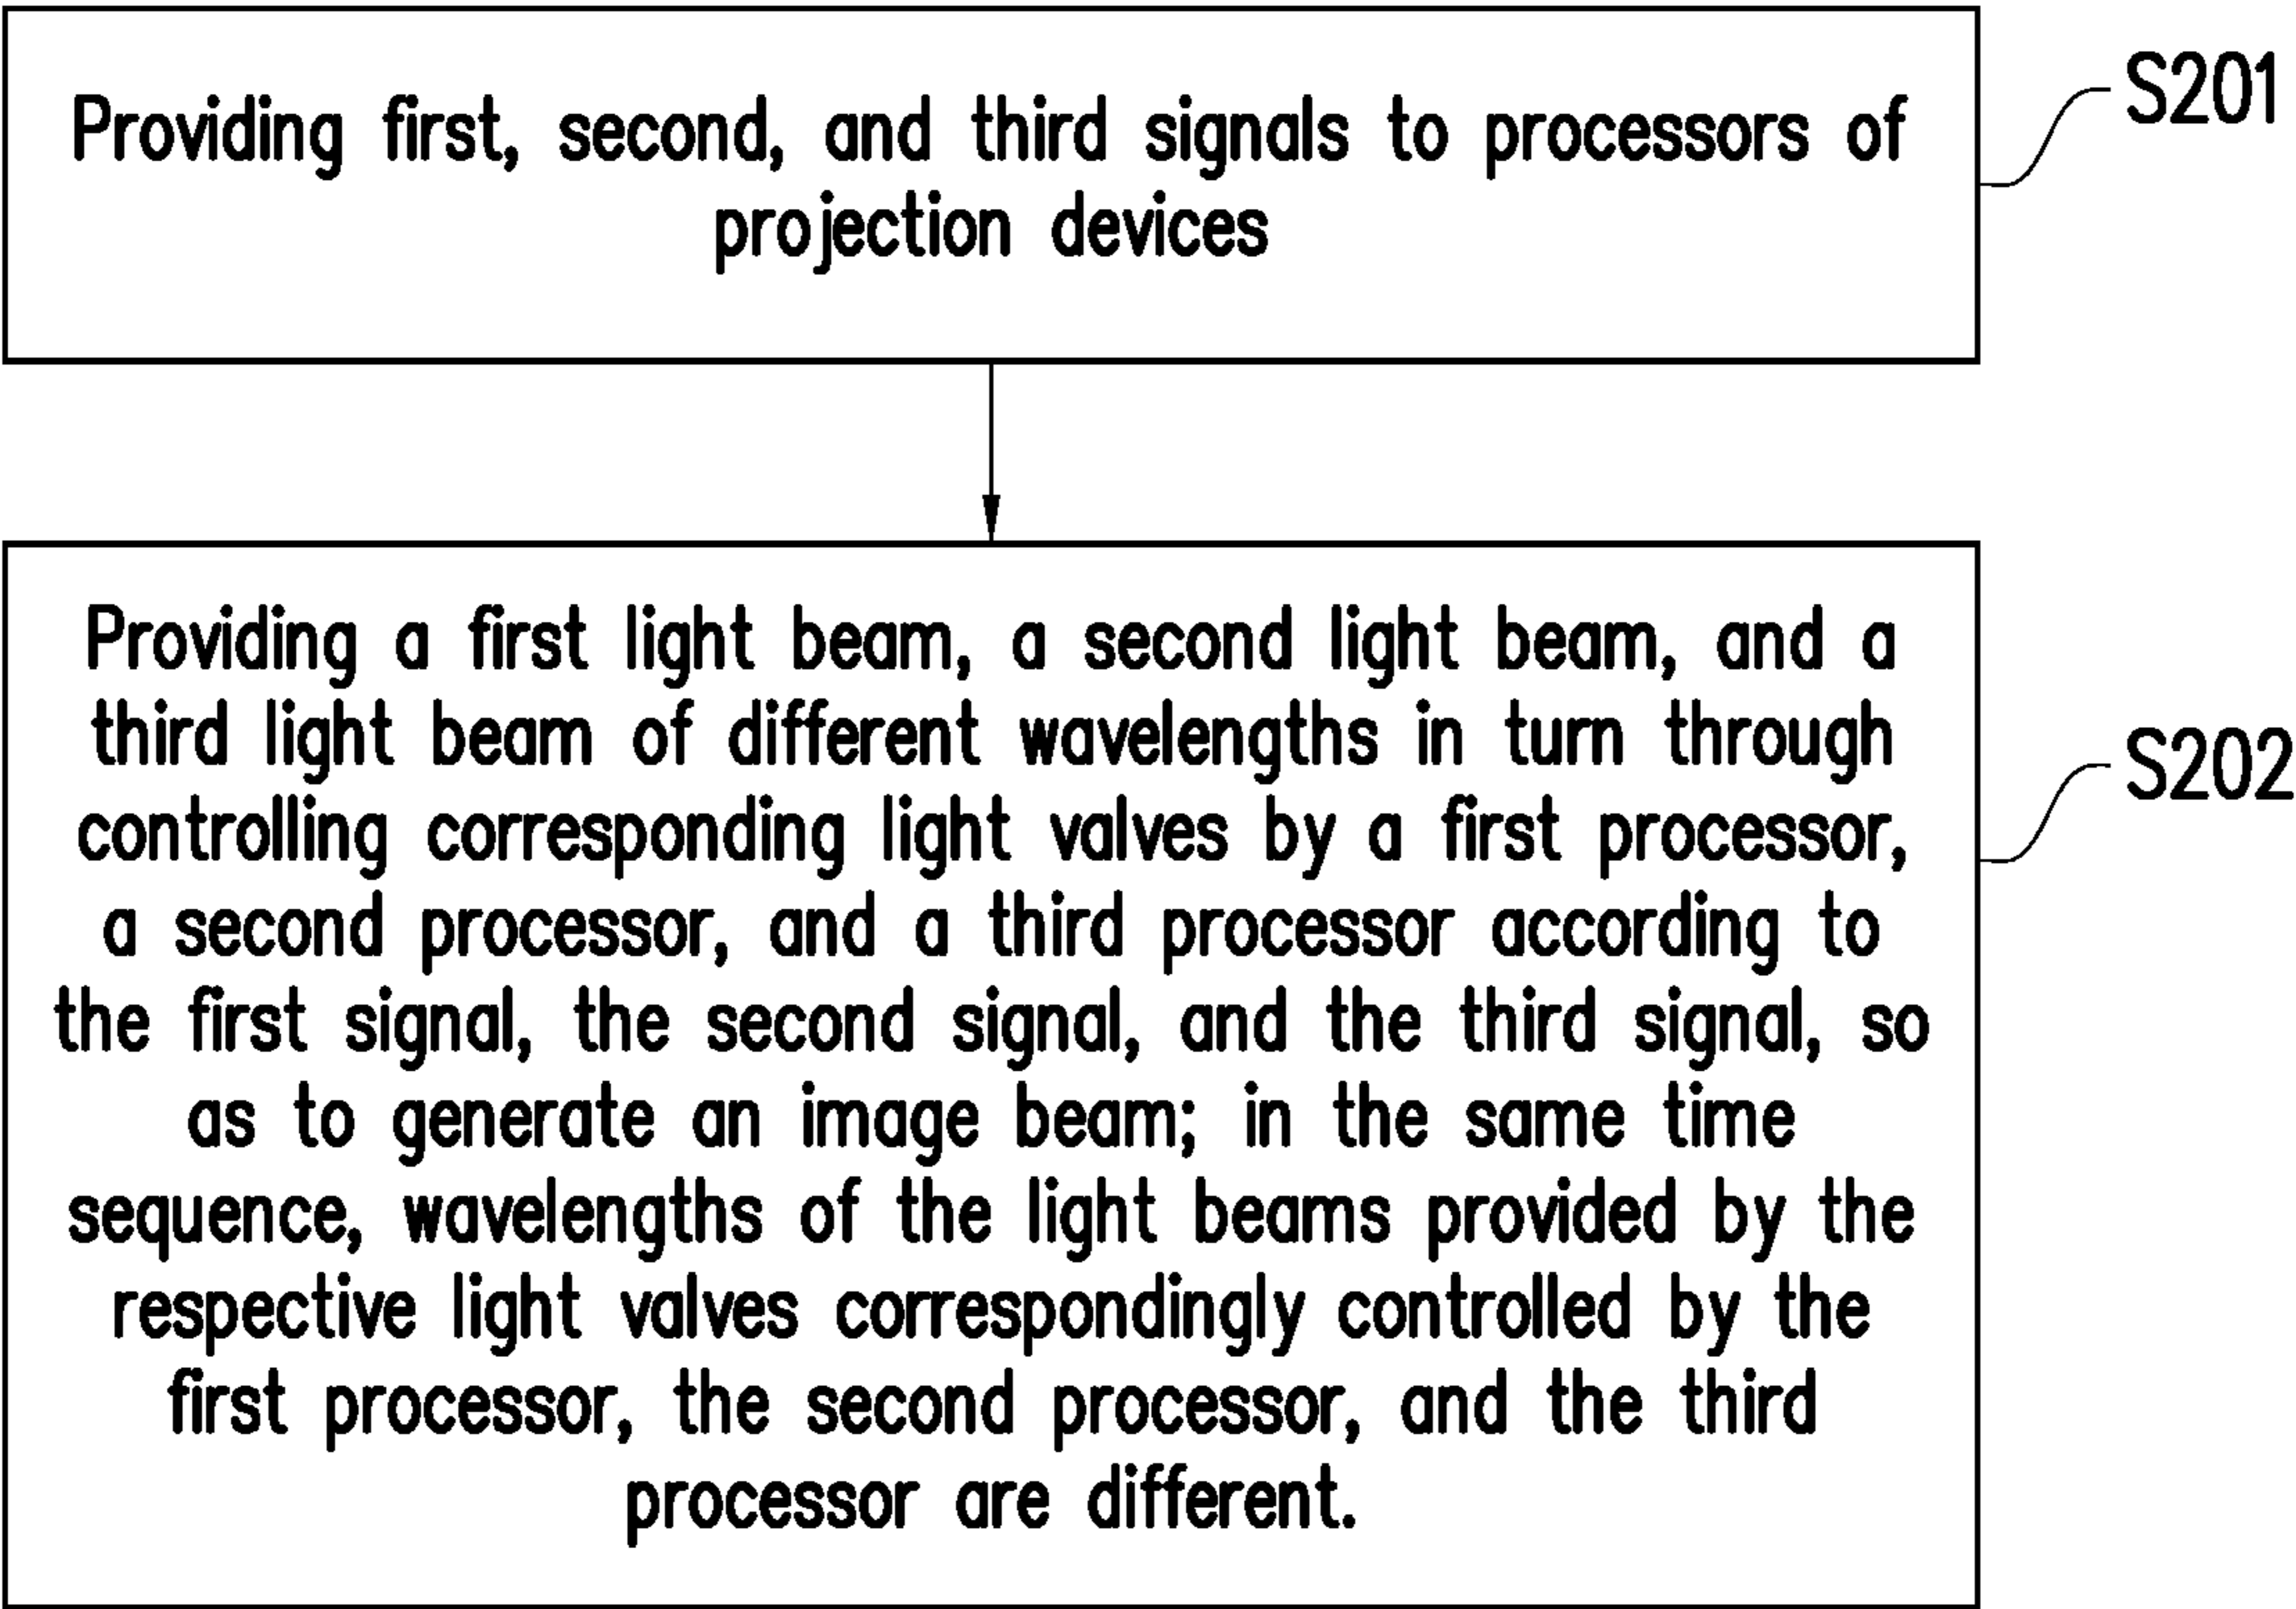 Providing first, second, and third signals to processors of
projection devices
S201
Providing a first light beam, a second light beam, and a
third light beam of different wavelengths in turn through
controlling corresponding light valves by a first processor,
a second processor, and a third processor according to
the first signal, the second signal, and the third signal, so
as to generate an image beam; in the same time
sequence, wavelengths of the light beams provided by the
respective light valves correspondingly controlled by the
first processor, the second processor, and the third
processor are different.
S202